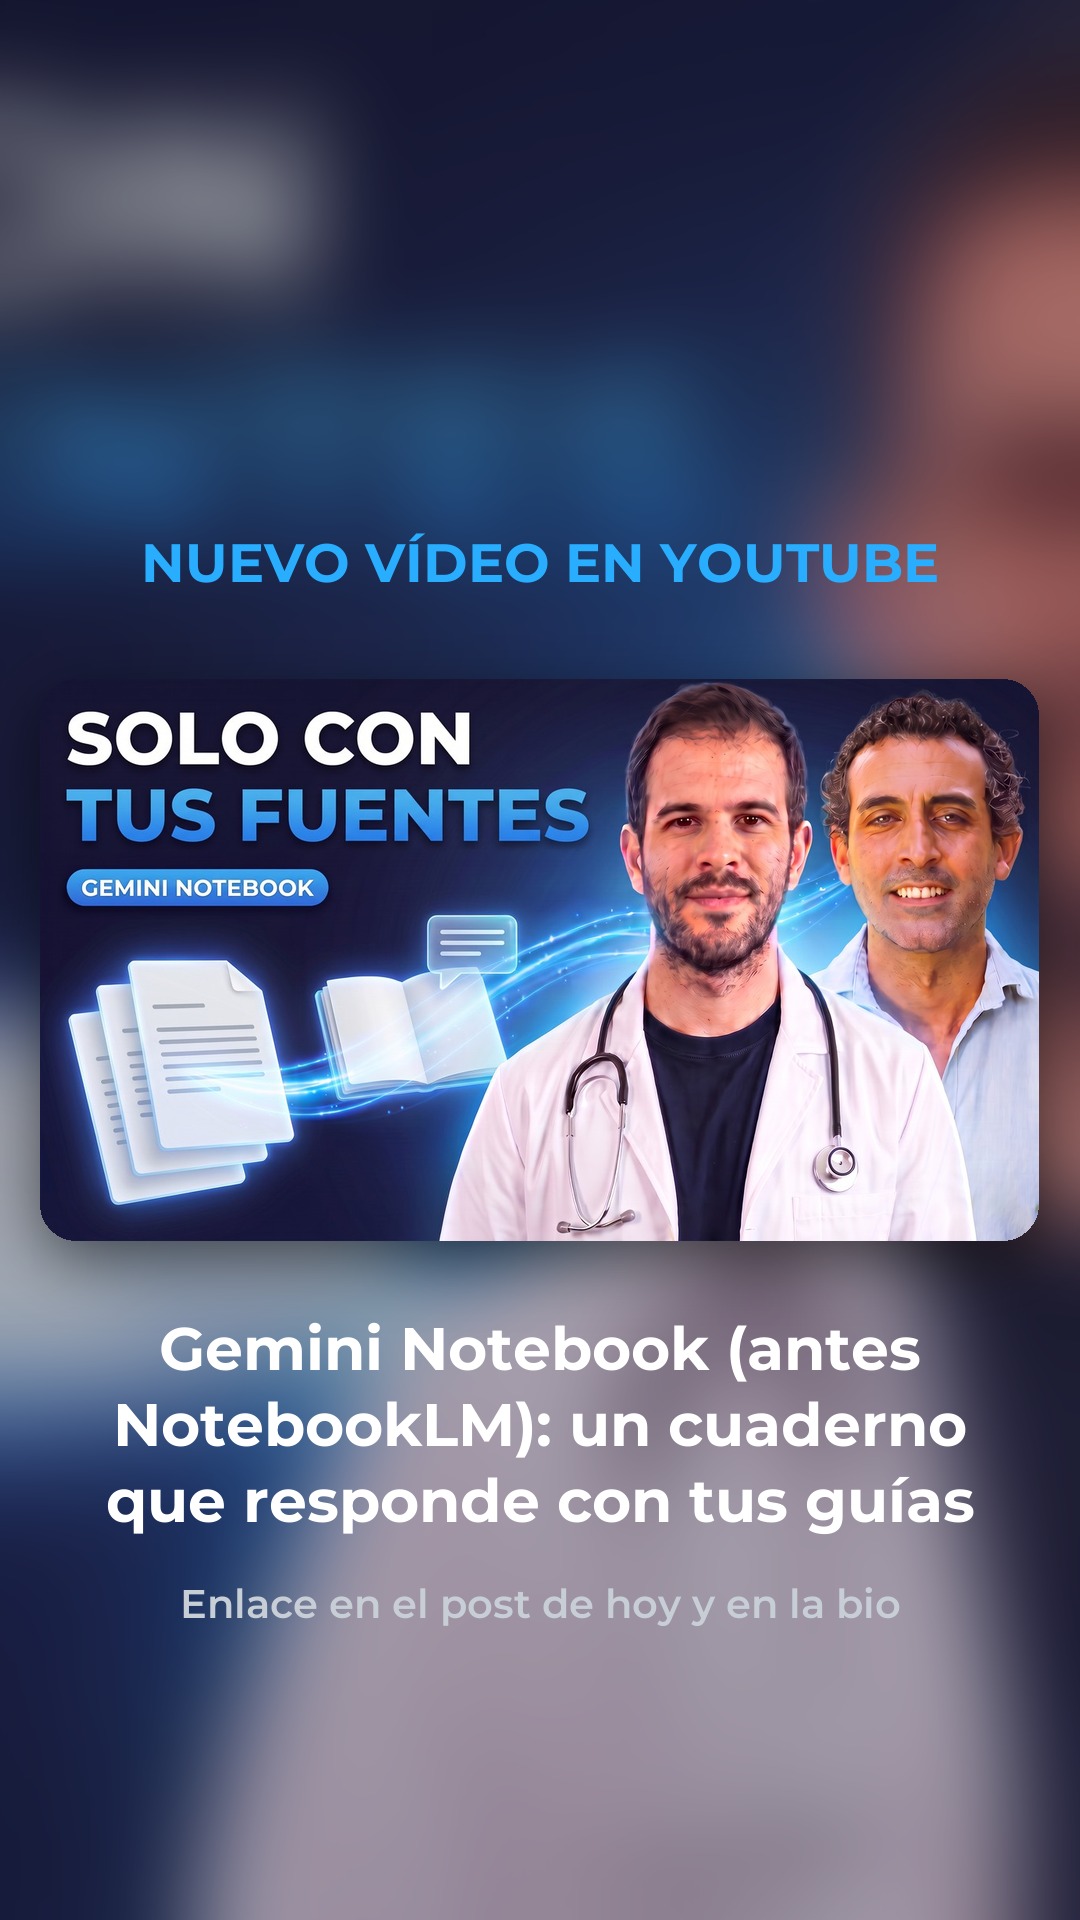 NUEVO VÍDEO EN YOUTUBE
SOLO CON
TUS FUENTES
GEMINI NOTEBOOK
Gemini Notebook (antes
NotebookLM): un cuaderno
que responde con tus guías
Enlace en el post de hoy y en la bio